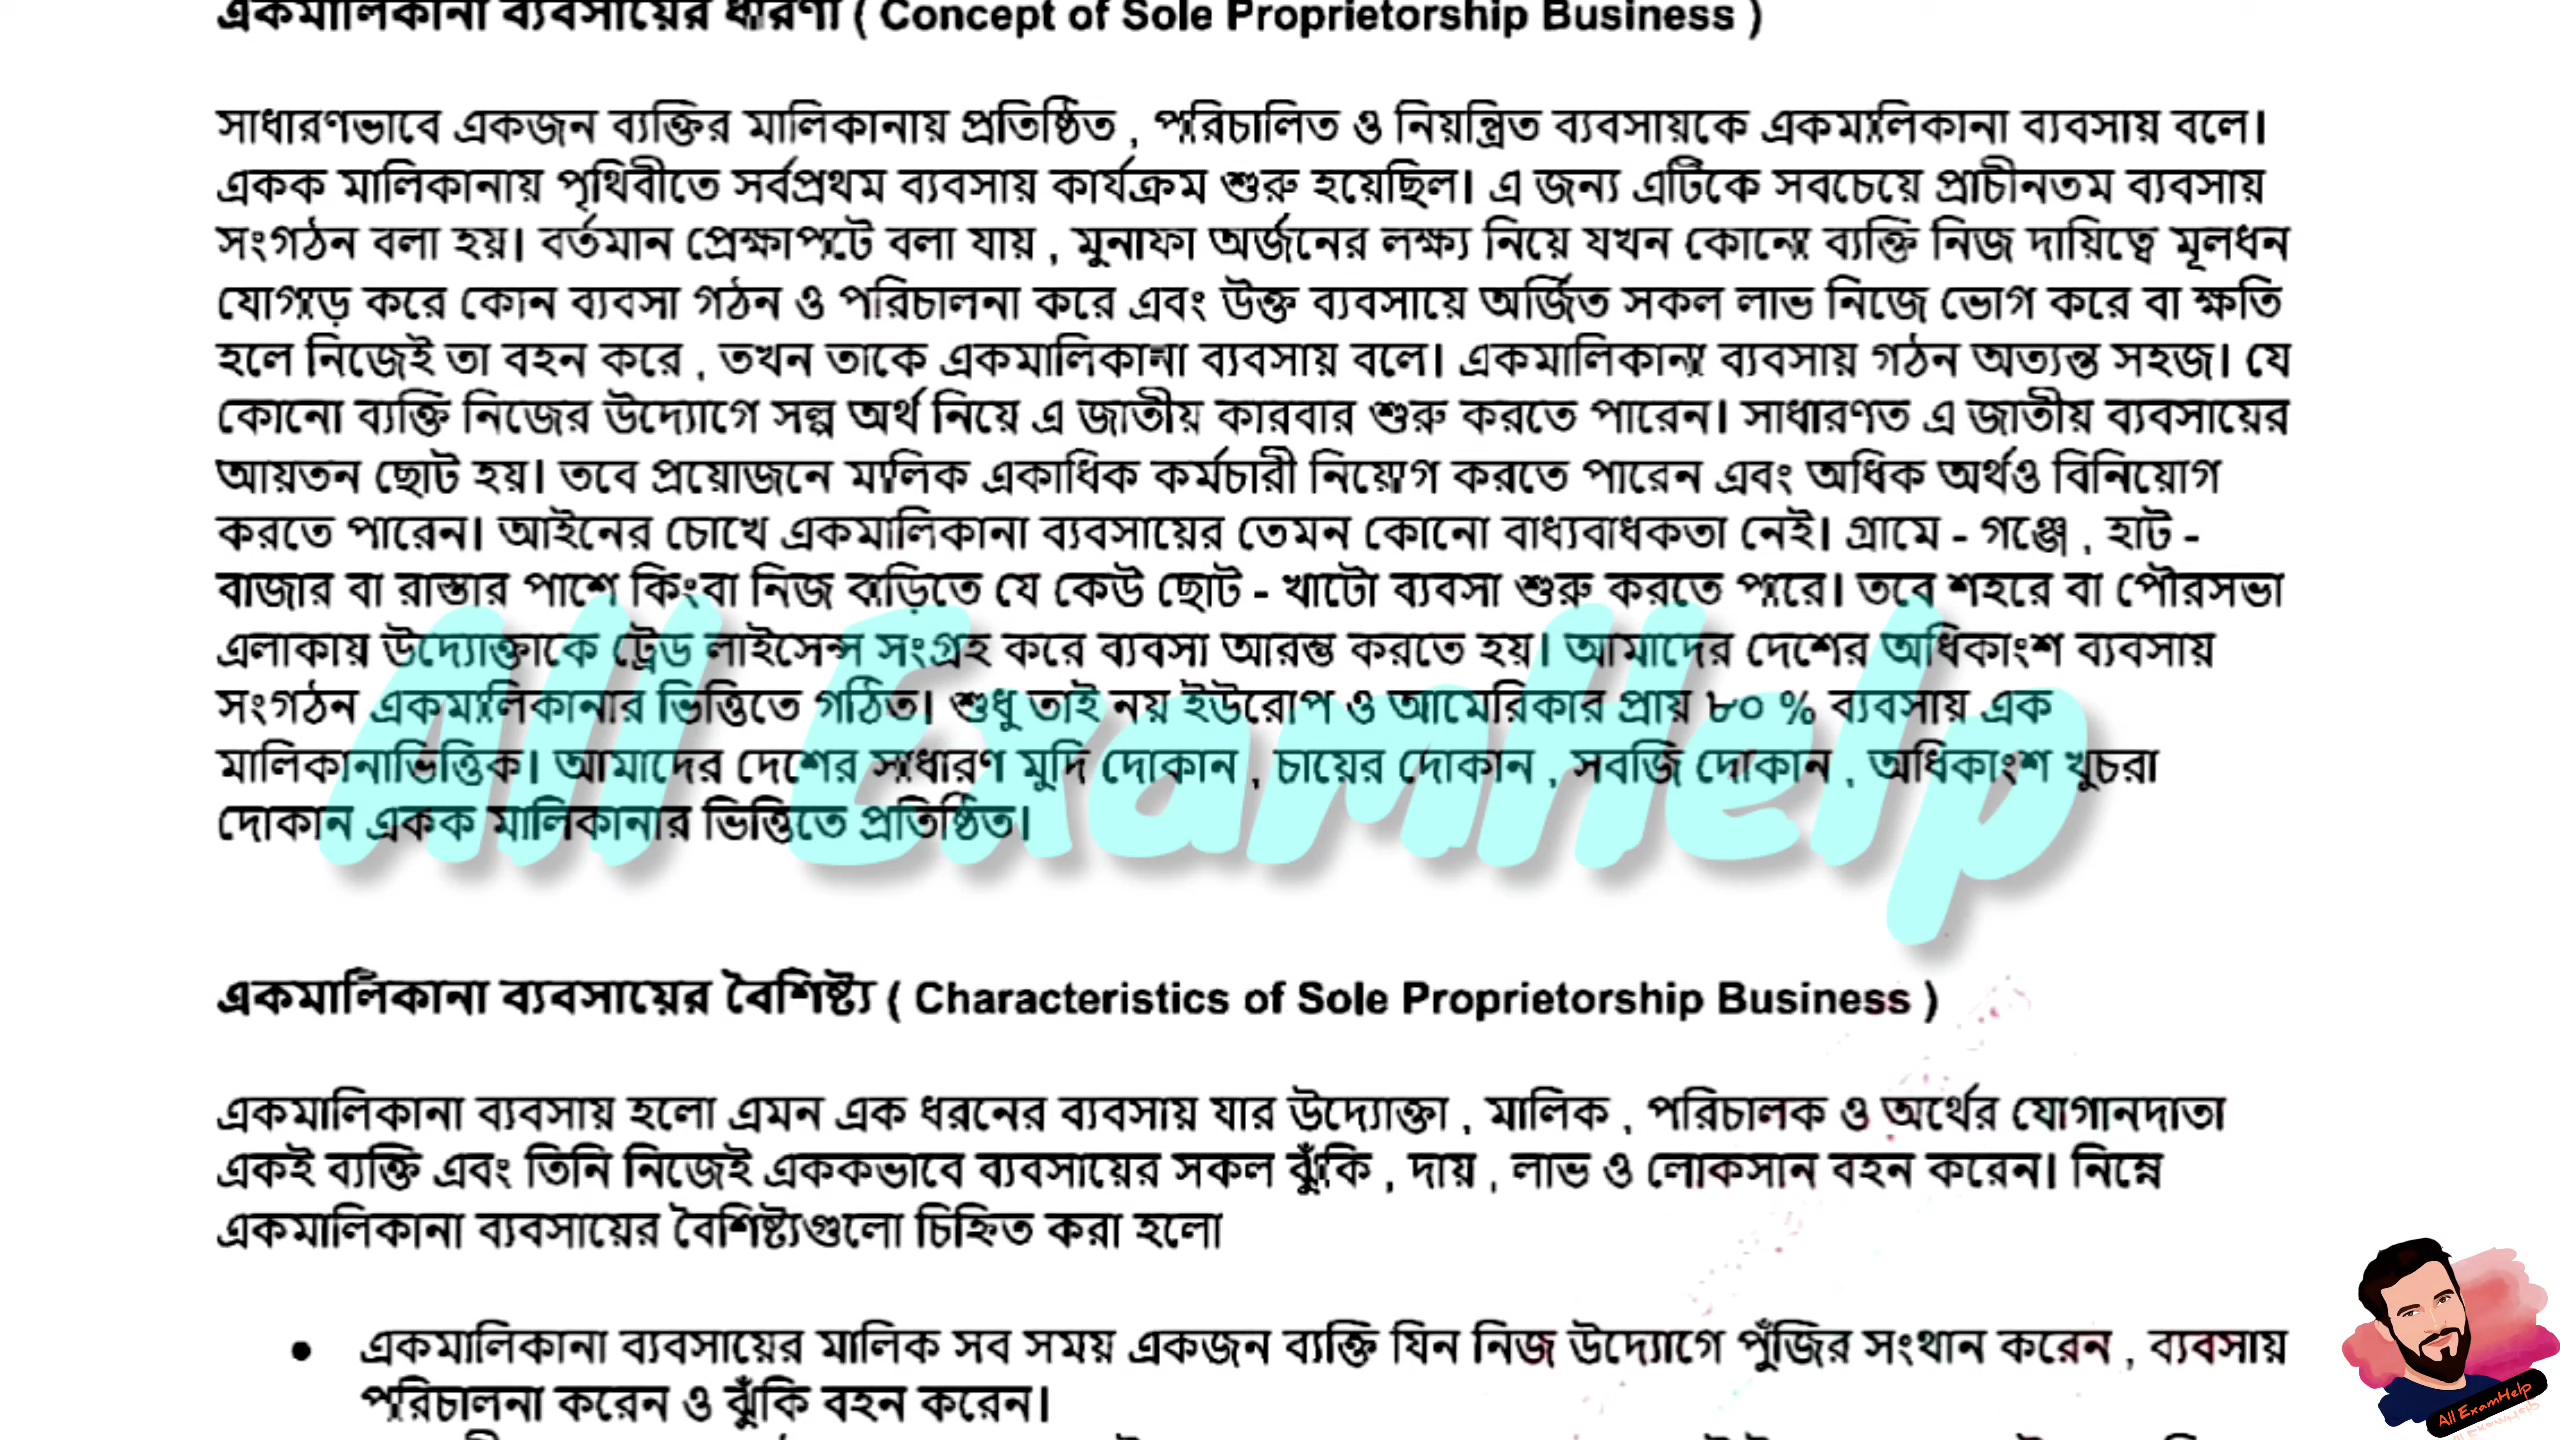 একমালিকানা ব্যবসায়ের ধারণা ( Concept of Sole Proprietorship Business )
সাধারণভাবে একজন ব্যক্তির মালিকানায় প্রতিষ্ঠিত , পরিচালিত ও নিয়ন্ত্রিত ব্যবসায়কে একমালিকানা ব্যবসায় বলে।
একক মালিকানায় পৃথিবীতে সর্বপ্রথম ব্যবসায় কার্যক্রম শুরু হয়েছিল। এ জন্য এটিকে সবচেয়ে প্রাচীনতম ব্যবসায়
সংগঠন বলা হয়। বর্তমান প্রেক্ষাপটে বলা যায় , মুনাফা অর্জনের লক্ষ্য নিয়ে যখন কোনো ব্যক্তি নিজ দায়িত্বে মূলধন
যোগাড় করে কোন ব্যবসা গঠন ও পরিচালনা করে এবং উক্ত ব্যবসায়ে অর্জিত সকল লাভ নিজে ভোগ করে বা ক্ষতি
হলে নিজেই তা বহন করে , তখন তাকে একমালিকানা ব্যবসায় বলে। একমালিকানা ব্যবসায় গঠন অত্যন্ত সহজ। যে
কোনো ব্যক্তি নিজের উদ্যোগে সল্প অর্থ নিয়ে এ জাতীয় কারবার শুরু করতে পারেন। সাধারণত এ জাতীয় ব্যবসায়ের
আয়তন ছোট হয়। তবে প্রয়োজনে মালিক একাধিক কর্মচারী নিয়োগ করতে পারেন এবং অধিক অর্থও বিনিয়োগ
করতে পারেন। আইনের চোখে একমালিকানা ব্যবসায়ের তেমন কোনো বাধ্যবাধকতা নেই। গ্রামে - গঞ্জে , হাট -
বাজার বা রাস্তার পাশে কিংবা নিজ বাড়িতে যে কেউ ছোট - খাটো ব্যবসা শুরু করতে পারে। তবে শহরে বা পৌরসভা
এলাকায় উদ্যোক্তাকে ট্রেড লাইসেন্স সংগ্রহ করে ব্যবসা আরম্ভ করতে হয়। আমাদের দেশের অধিকাংশ ব্যবসায়
সংগঠন একমালিকানার ভিত্তিতে গঠিত। শুধু তাই নয় ইউরোপ ও আমেরিকার প্রায় ৮০ % ব্যবসায় এক
মালিকানাভিত্তিক। আমাদের দেশের সাধারণ মুদি দোকান , চায়ের দোকান , সবজি দোকান , অধিকাংশ খুচরা
দোকান একক মালিকানার ভিত্তিতে প্রতিষ্ঠিত।
All ExamHelp
একমালিকানা ব্যবসায়ের বৈশিষ্ট্য ( Characteristics of Sole Proprietorship Business )
একমালিকানা ব্যবসায় হলো এমন এক ধরনের ব্যবসায় যার উদ্যোক্তা , মালিক , পরিচালক ও অর্থের যোগানদাতা
একই ব্যক্তি এবং তিনি নিজেই এককভাবে ব্যবসায়ের সকল ঝুঁকি , দায় , লাভ ও লোকসান বহন করেন। নিম্নে
একমালিকানা ব্যবসায়ের বৈশিষ্ট্যগুলো চিহ্নিত করা হলো
• একমালিকানা ব্যবসায়ের মালিক সব সময় একজন ব্যক্তি যিন নিজ উদ্যোগে পুঁজির সংথান করেন , ব্যবসায়
পরিচালনা করেন ও ঝুঁকি বহন করেন।
All ExamHelp